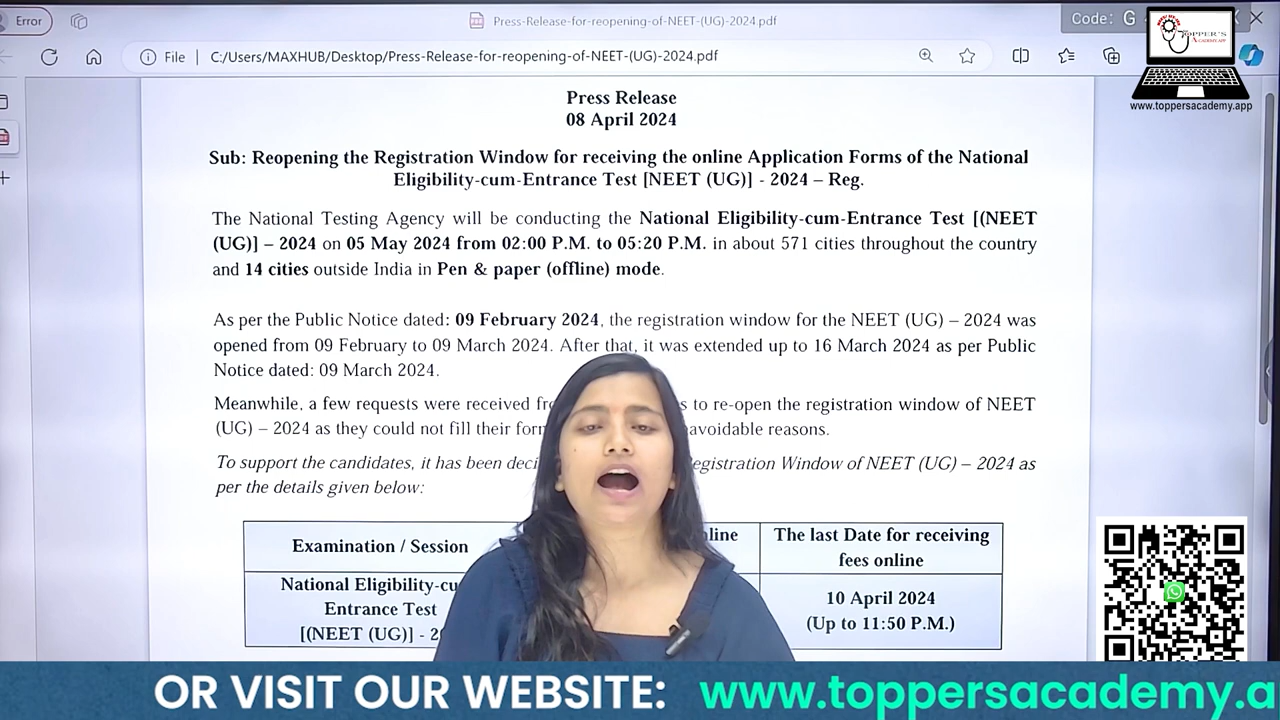 Error
Press-Release-for-reopening-of-NEET-(UG)-2024.pdf
Code: G
TOPPER'S
ACADEMY.APP
www.toppersacademy.app
File
C:/Users/MAXHUB/Desktop/Press-Release-for-reopening-of-NEET-(UG)-2024.pdf
Press Release
08 April 2024
Sub: Reopening the Registration Window for receiving the online Application Forms of the National
Eligibility-cum-Entrance Test [NEET (UG)] - 2024 – Reg.
The National Testing Agency will be conducting the National Eligibility-cum-Entrance Test [(NEET
(UG)] – 2024 on 05 May 2024 from 02:00 P.M. to 05:20 P.M. in about 571 cities throughout the country
and 14 cities outside India in Pen & paper (offline) mode.
As per the Public Notice dated: 09 February 2024, the registration window for the NEET (UG) – 2024 was
opened from 09 February to 09 March 2024. After that, it was extended up to 16 March 2024 as per Public
Notice dated: 09 March 2024.
Meanwhile, a few requests were received s to re-open the registration window of NEET
(UG) – 2024 as they could not fill their avoidable reasons.
To support the candidates, it has been Registration Window of NEET (UG) – 2024 as
per the details given below:
Examination / Session
line
The last Date for receiving
fees online
National
Entrance Test
[(NEET (UG)] -
10 April 2024
(Up to 11:50 P.M.)
OR VISIT OUR WEBSITE: www.toppersacademy.a